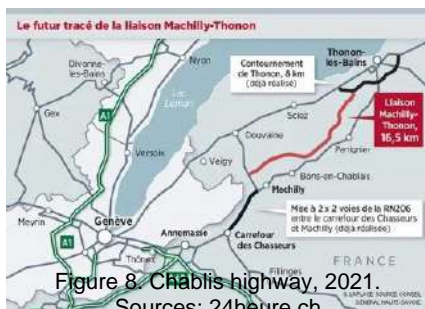 Le futur tracé de la liaison Machilly-Thonon
Thonon-
les-Bains
Nyon
Divonne-
les-Bains
Contournement
de Thonon, 8 km
(déjà réalisé)
Lac
Léman
A1
Gex
Sciez
Liaison
Machilly-
Thonon,
16,5 km
Douvaine
Versoix
Perrignier
Veigy
Bons-en-Chablais
Machilly
Mise à 2 x 2 voies de la RN206
entre le carrefour des Chasseurs
et Machilly (déjà réalisée)
Meyrin
Genève
Annemasse
A1
Carrefour
des Chasseurs
Thônex
FRANCE
Fillinges
Figure 8. Chablis highway, 2021.
Sources: 24heure.ch